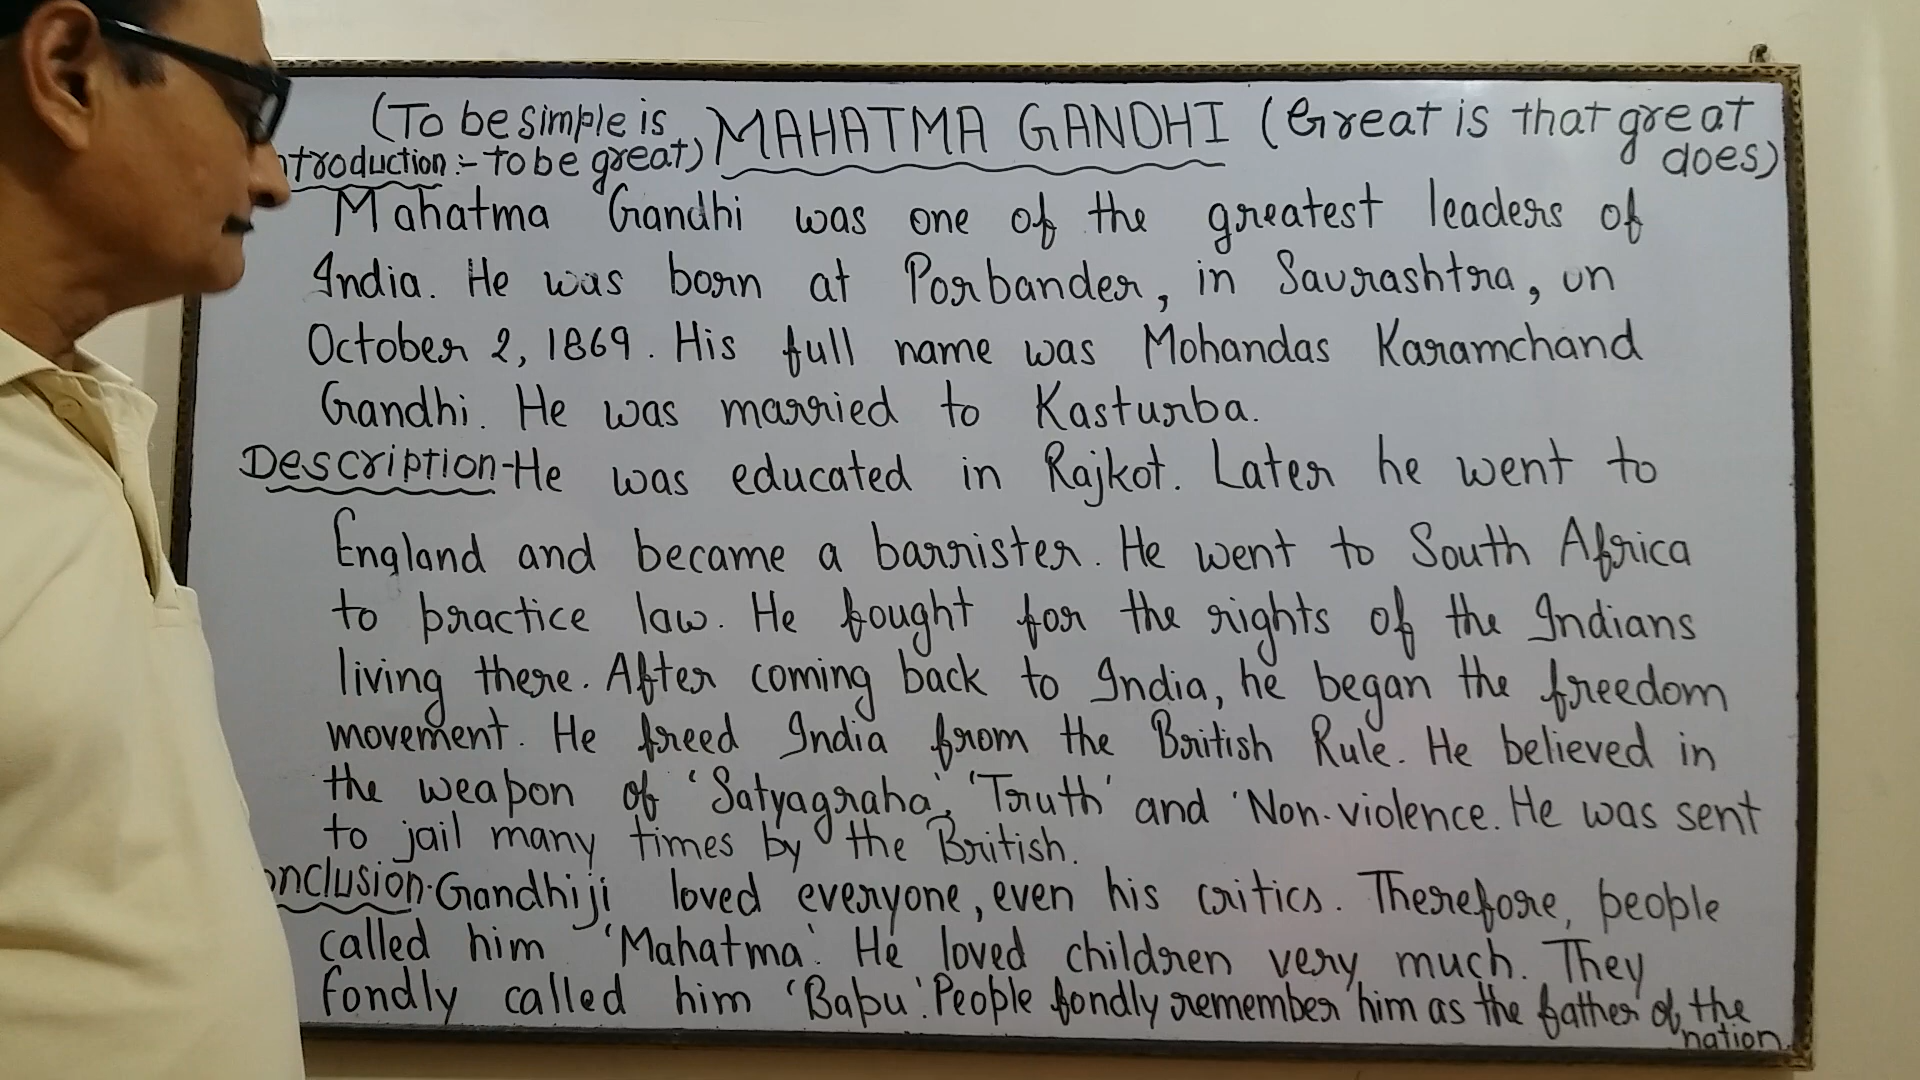 (To be simple is to be great) MAHATMA GANDHI (Great is that great does)
ntroduction :-
Mahatma Gandhi was one of the greatest leaders of
India. He was born at Porbander, in Saurashtra, on
October 2, 1869. His full name was Mohandas Karamchand
Gandhi. He was married to Kasturba.
Description-He was educated in Rajkot. Later he went to
England and became a barrister. He went to South Africa
to practice law. He fought for the rights of the Indians
living there. After coming back to India, he began the freedom
movement. He freed India from the British Rule. He believed in
the weapon of 'Satyagraha', 'Truth' and 'Non-violence. He was sent
to jail many times by the British.
onclusion-Gandhiji loved everyone, even his critics. Therefore, people
called him 'Mahatma'. He loved children very much. They
fondly called him 'Bapu'. People fondly remember him as the father of the
nation.